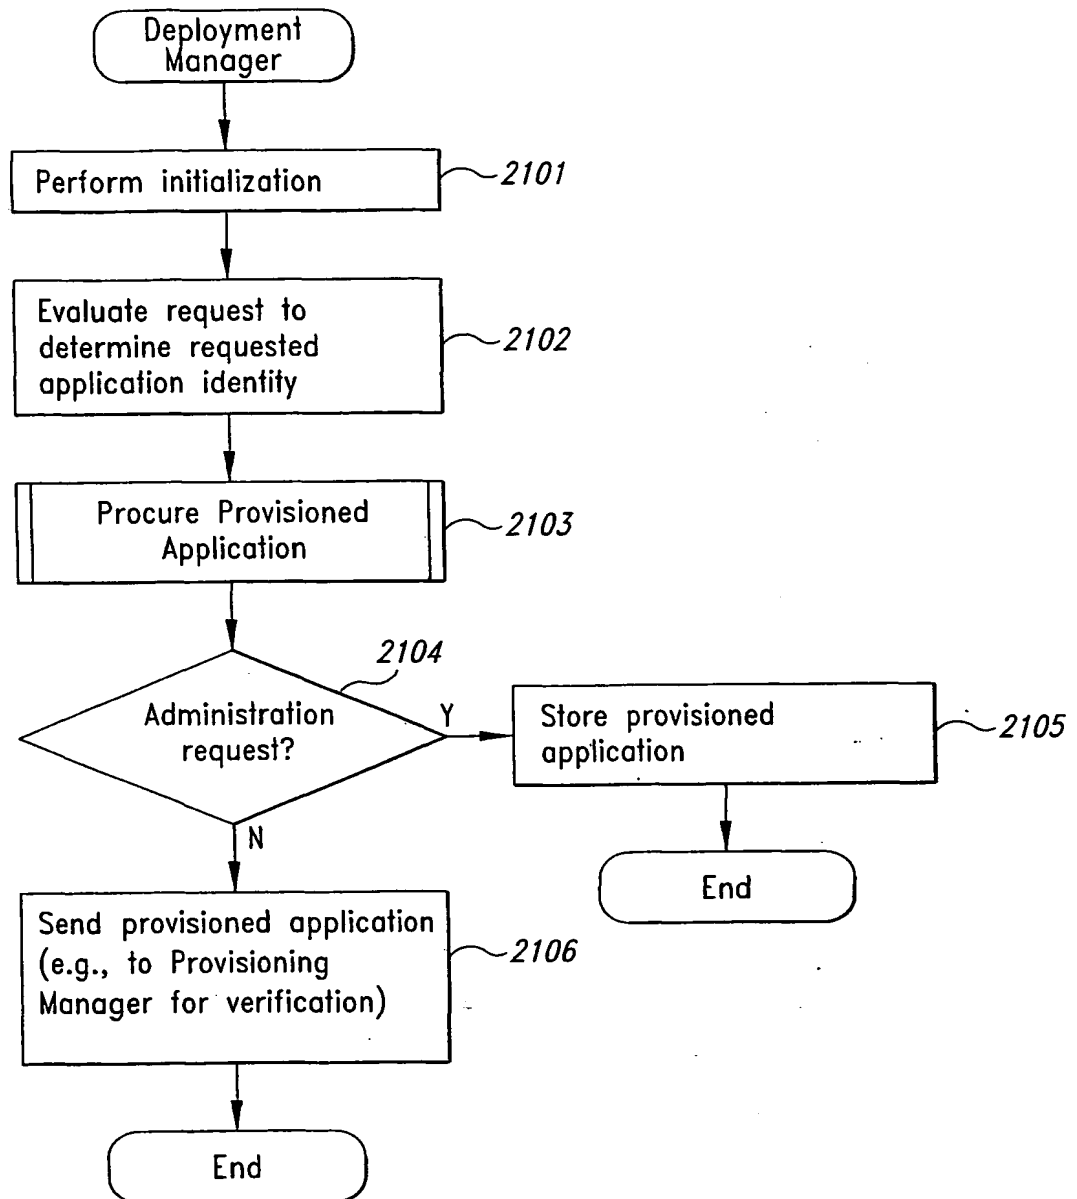 Deployment
Manager
Perform initialization
2101
Evaluate request to
determine requested
application identity
2102
Procure Provisioned
Application
2103
2104
Administration
request?
Y
Store provisioned
application
2105
N
End
Send provisioned application
(e.g., to Provisioning
Manager for verification)
2106
End